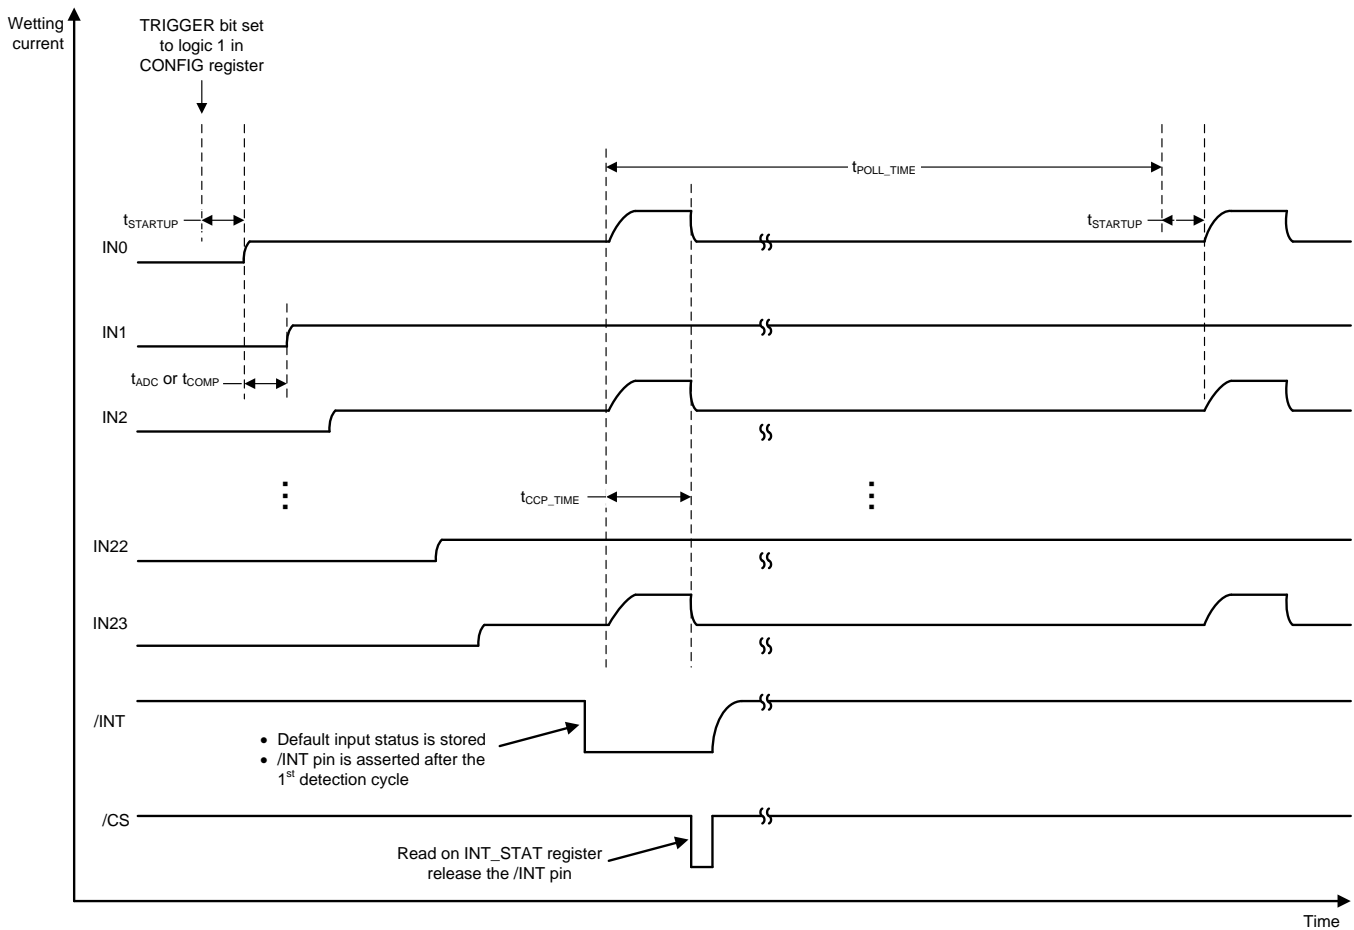 Wetting
current
TRIGGER bit set
to logic 1 in
CONFIG register
tPOLL_TIME
tSTARTUP
tSTARTUP
IN0
IN1
tADC or tCOMP
IN2
tCCP_TIME
IN22
IN23
/INT
• Default input status is stored
• /INT pin is asserted after the
1st detection cycle
/CS
Read on INT_STAT register
release the /INT pin
Time